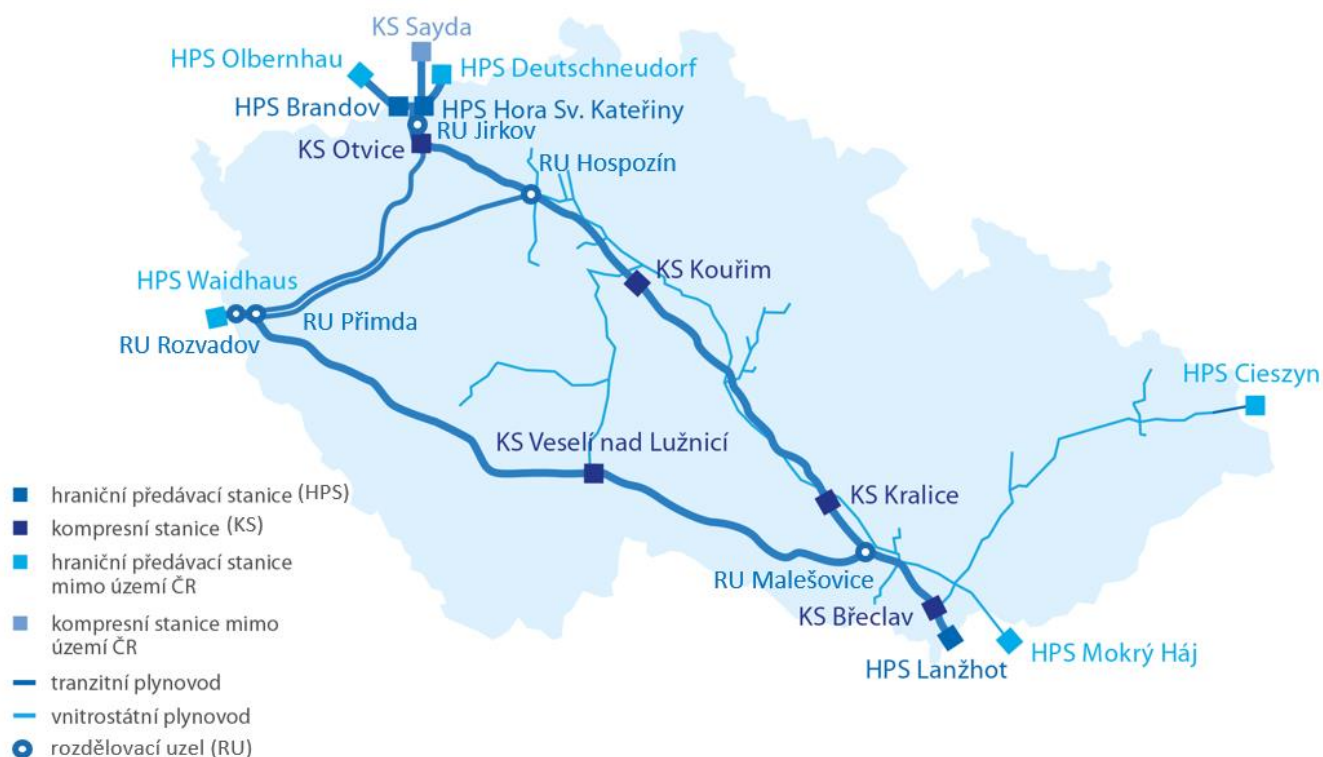 KS Sayda
HPS Olbernhau
HPS Deutschneudorf
HPS Brandov
HPS Hora Sv. Kateřiny
RU Jirkov
KS Otvice
RU Hospozín
HPS Waidhaus
KS Kouřim
RU Přimda
RU Rozvadov
HPS Cieszyn
KS Veselí nad Lužnicí
KS Kralice
RU Malešovice
KS Břeclav
HPS Mokrý Háj
HPS Lanžhot
hraniční předávací stanice (HPS)
kompresní stanice (KS)
hraniční předávací stanice
mimo území ČR
kompresní stanice mimo
území ČR
tranzitní plynovod
vnitrostátní plynovod
rozdělovací uzel (RU)